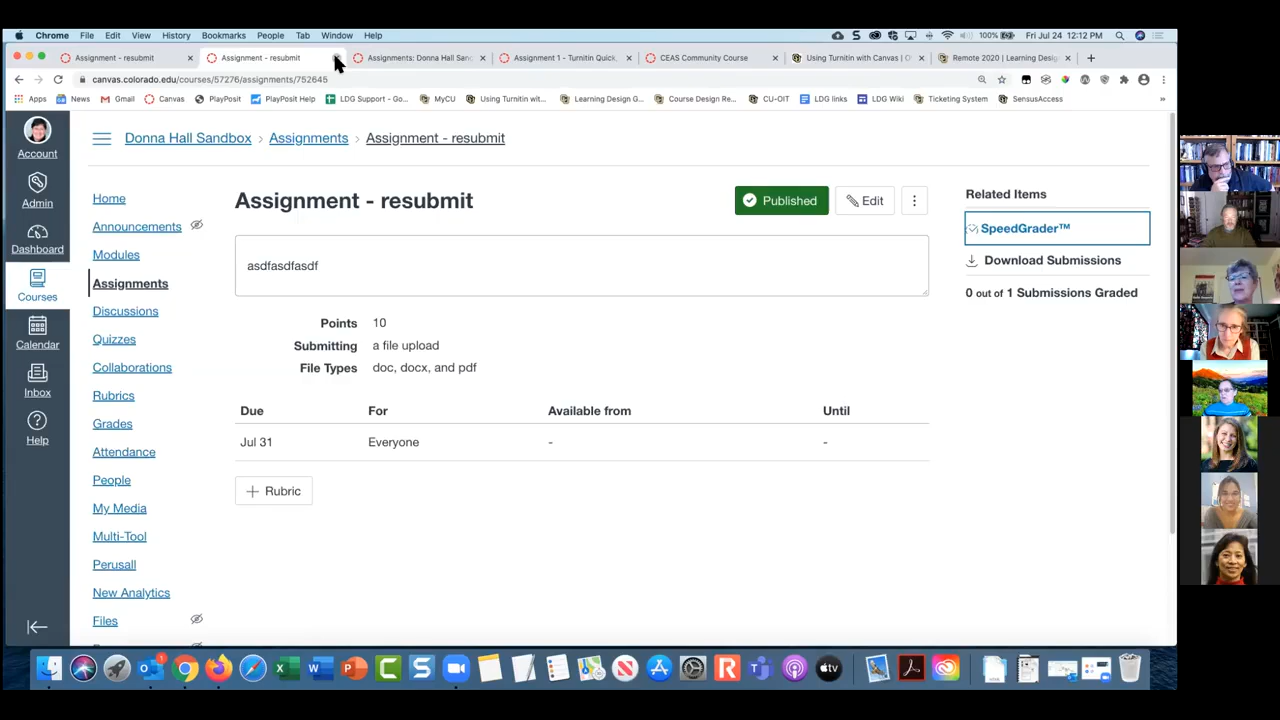 Chrome File Edit View History Bookmarks People Tab Window Help 100% Fri Jul 24 12:12 PM
Assignment - resubmit Assignment - resubmit Assignments: Donna Hall Sand Assignment 1 - Turnitin Quick, CEAS Community Course Using Turnitin with Canvas | O Remote 2020 | Learning Desig
canvas.colorado.edu/courses/57276/assignments/752645
Apps News Gmail Canvas PlayPosit PlayPosit Help LDG Support - Go... MyCU Using Turnitin wit... Learning Design G... Course Design Re... CU-OIT LDG links LDG Wiki Ticketing System SensusAccess »
Donna Hall Sandbox > Assignments > Assignment - resubmit
Account
Admin
Dashboard
Courses
Calendar
Inbox
Help
Home
Announcements
Modules
Assignments
Discussions
Quizzes
Collaborations
Rubrics
Grades
Attendance
People
My Media
Multi-Tool
Perusall
New Analytics
Files
Assignment - resubmit
Published
Edit
asdfasdfasdf
Points 10
Submitting a file upload
File Types doc, docx, and pdf
Due For Available from Until
Jul 31 Everyone - -
+ Rubric
Related Items
SpeedGrader™
Download Submissions
0 out of 1 Submissions Graded